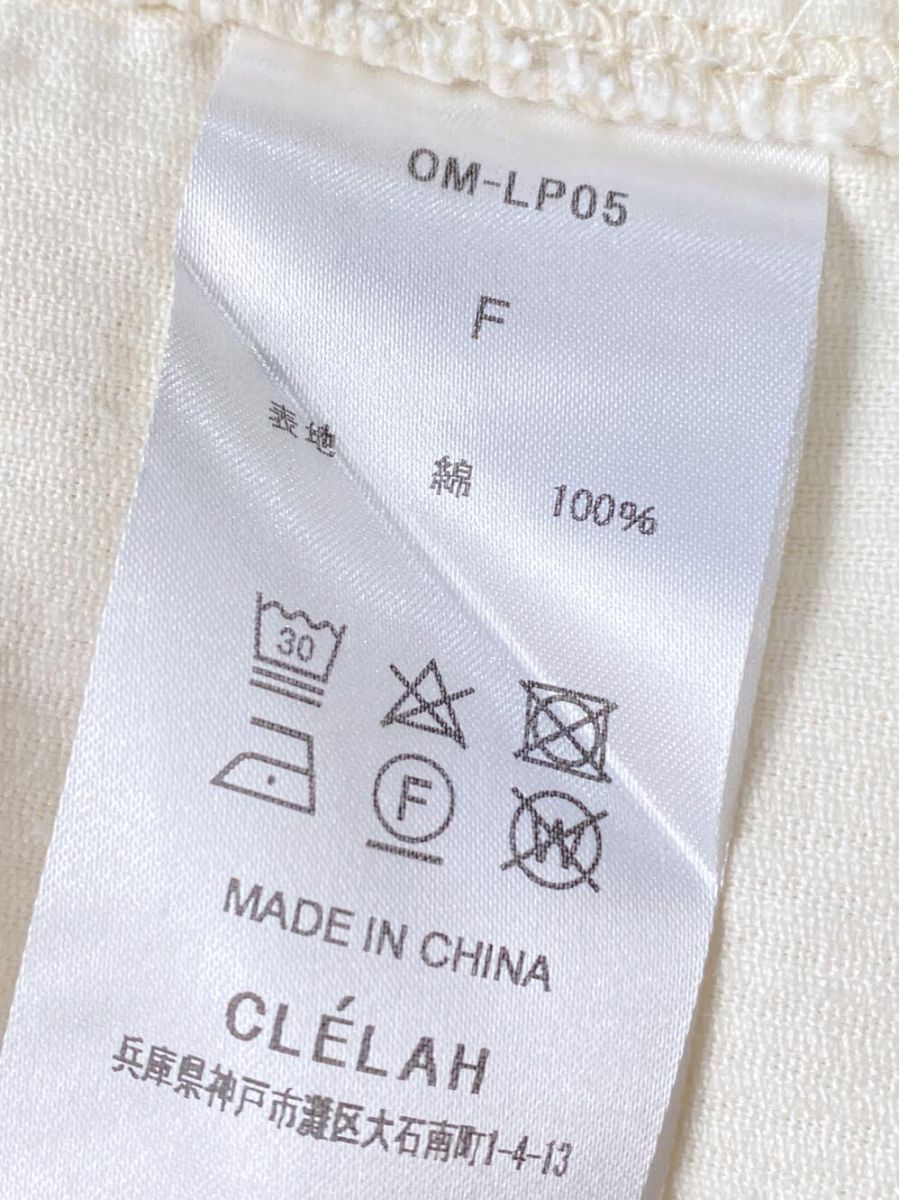 OM-LP05
F
表地 綿 100%
30
F
W
MADE IN CHINA
CLÉLAH
兵庫県神戸市灘区大石南町1-4-13